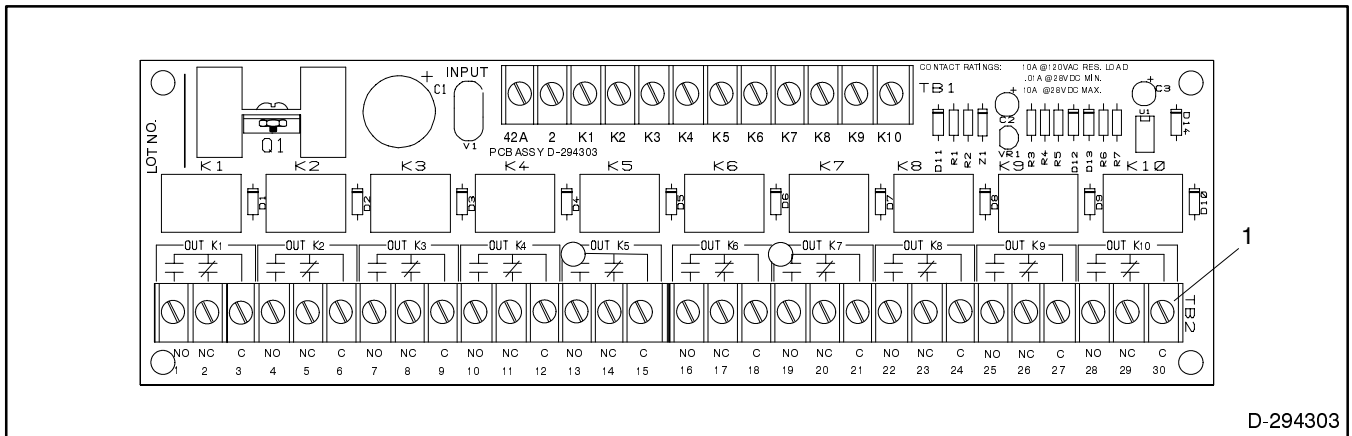 INPUT
C1
V1
Q1
LOT NO.
42A 2 K1 K2 K3 K4 K5 K6 K7 K8 K9 K10
PCB ASSY D-294303
TB1
CONTACT RATINGS: 10A @120VAC RES. LOAD
.01A @28VDC MIN.
10A @28VDC MAX.
D11 R1 R2 Z1 C2 VR1 R3 R4 R5 D12 D13 R6 R7 U1 C3 D14
K1 K2 K3 K4 K5 K6 K7 K8 K9 K10
D1 D2 D3 D4 D5 D6 D7 D8 D9 D10
OUT K1 OUT K2 OUT K3 OUT K4 OUT K5 OUT K6 OUT K7 OUT K8 OUT K9 OUT K10
1
TB2
NO NC C NO NC C NO NC C NO NC C NO NC C NO NC C NO NC C NO NC C NO NC C NO NC C
1 2 3 4 5 6 7 8 9 10 11 12 13 14 15 16 17 18 19 20 21 22 23 24 25 26 27 28 29 30
D-294303